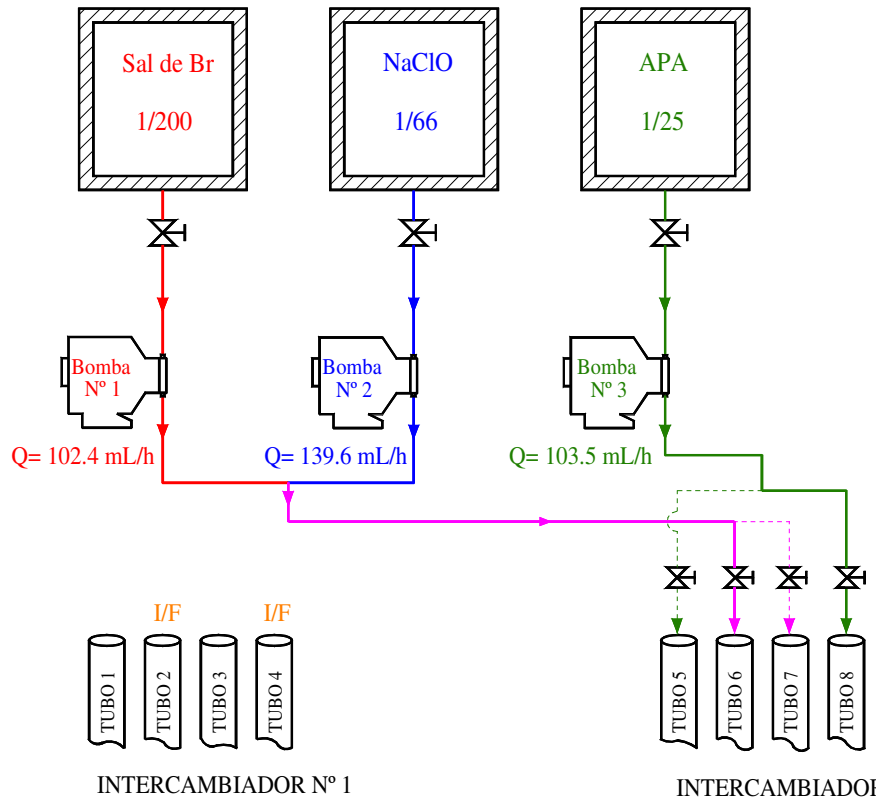 Sal de Br
1/200
NaClO
1/66
APA
1/25
Bomba
Nº 1
Bomba
Nº 2
Bomba
Nº 3
Q= 102.4 mL/h
Q= 139.6 mL/h
Q= 103.5 mL/h
I/F
I/F
TUBO 1
TUBO 2
TUBO 3
TUBO 4
TUBO 5
TUBO 6
TUBO 7
TUBO 8
INTERCAMBIADOR Nº 1
INTERCAMBIADOR